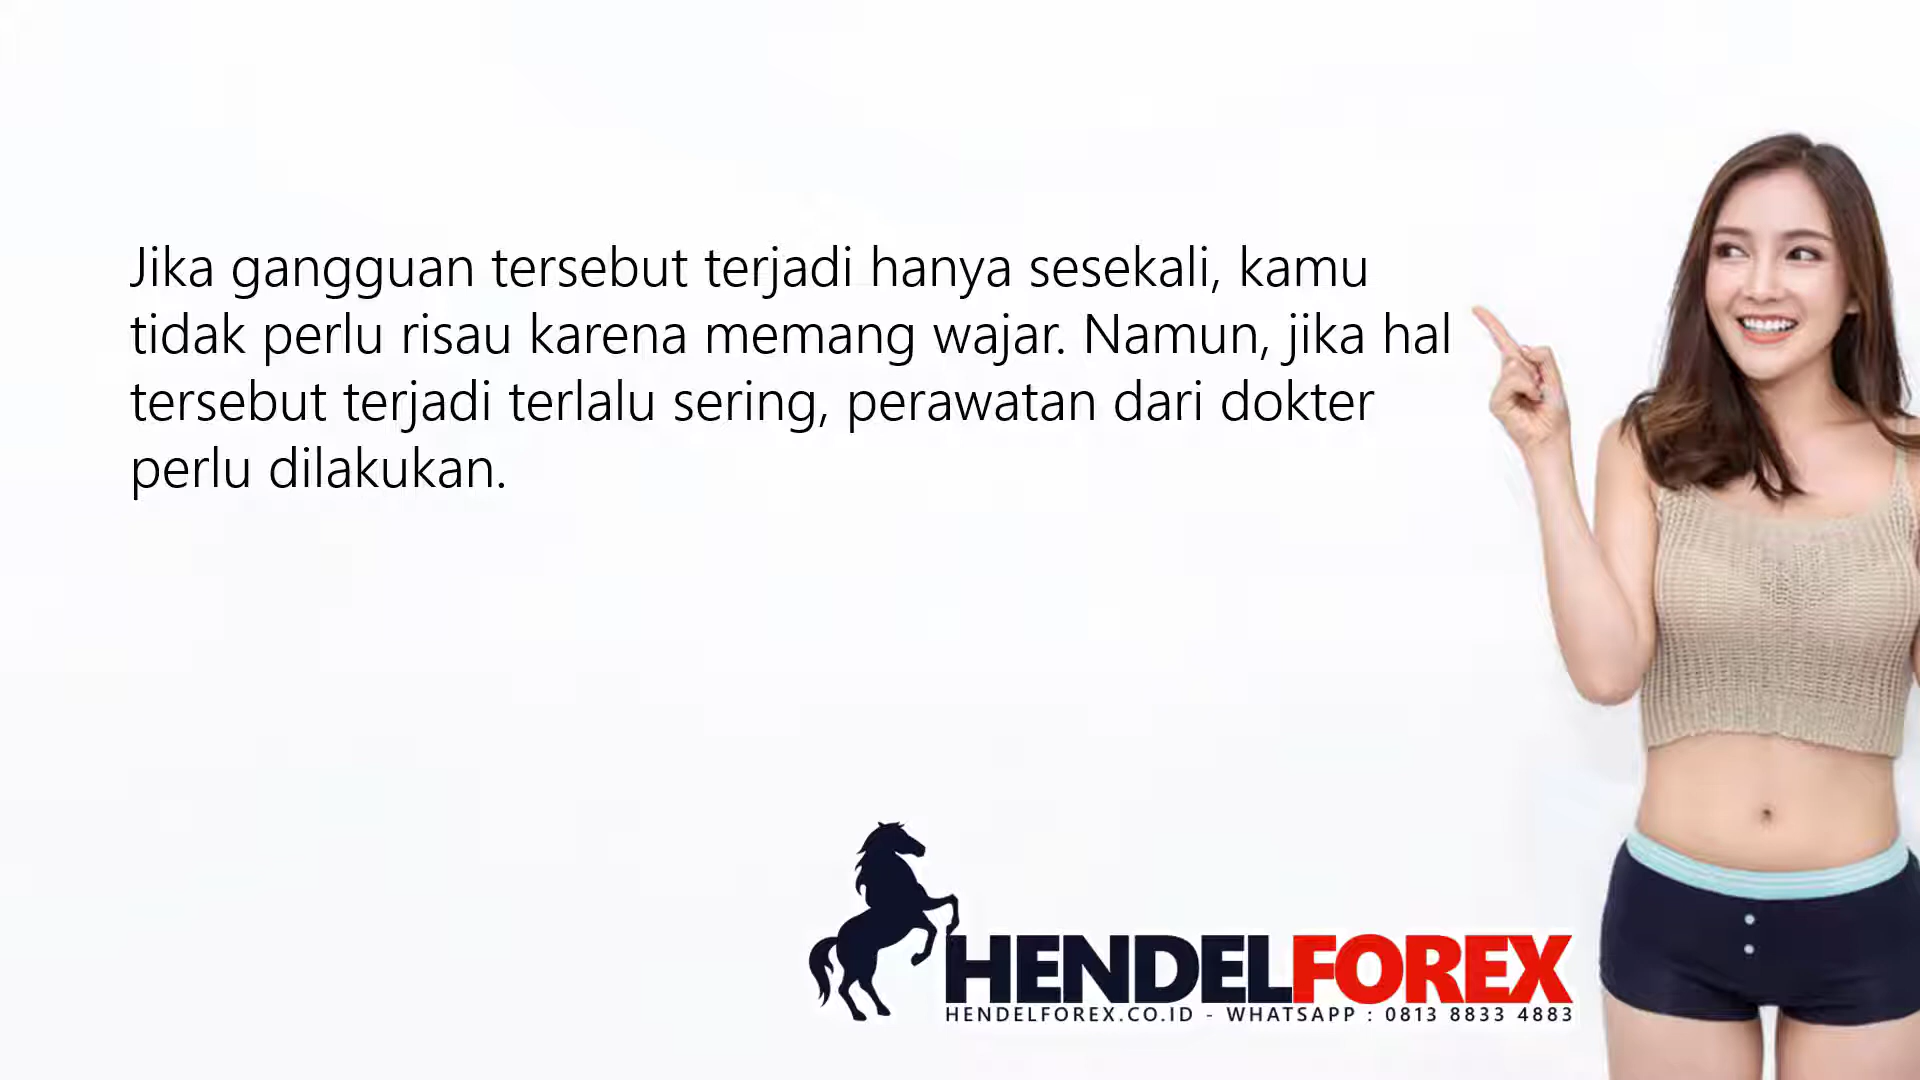 Jika gangguan tersebut terjadi hanya sesekali, kamu
tidak perlu risau karena memang wajar. Namun, jika hal
tersebut terjadi terlalu sering, perawatan dari dokter
perlu dilakukan.
HENDELFOREX
HENDELFOREX.CO.ID - WHATSAPP : 0813 8833 4883